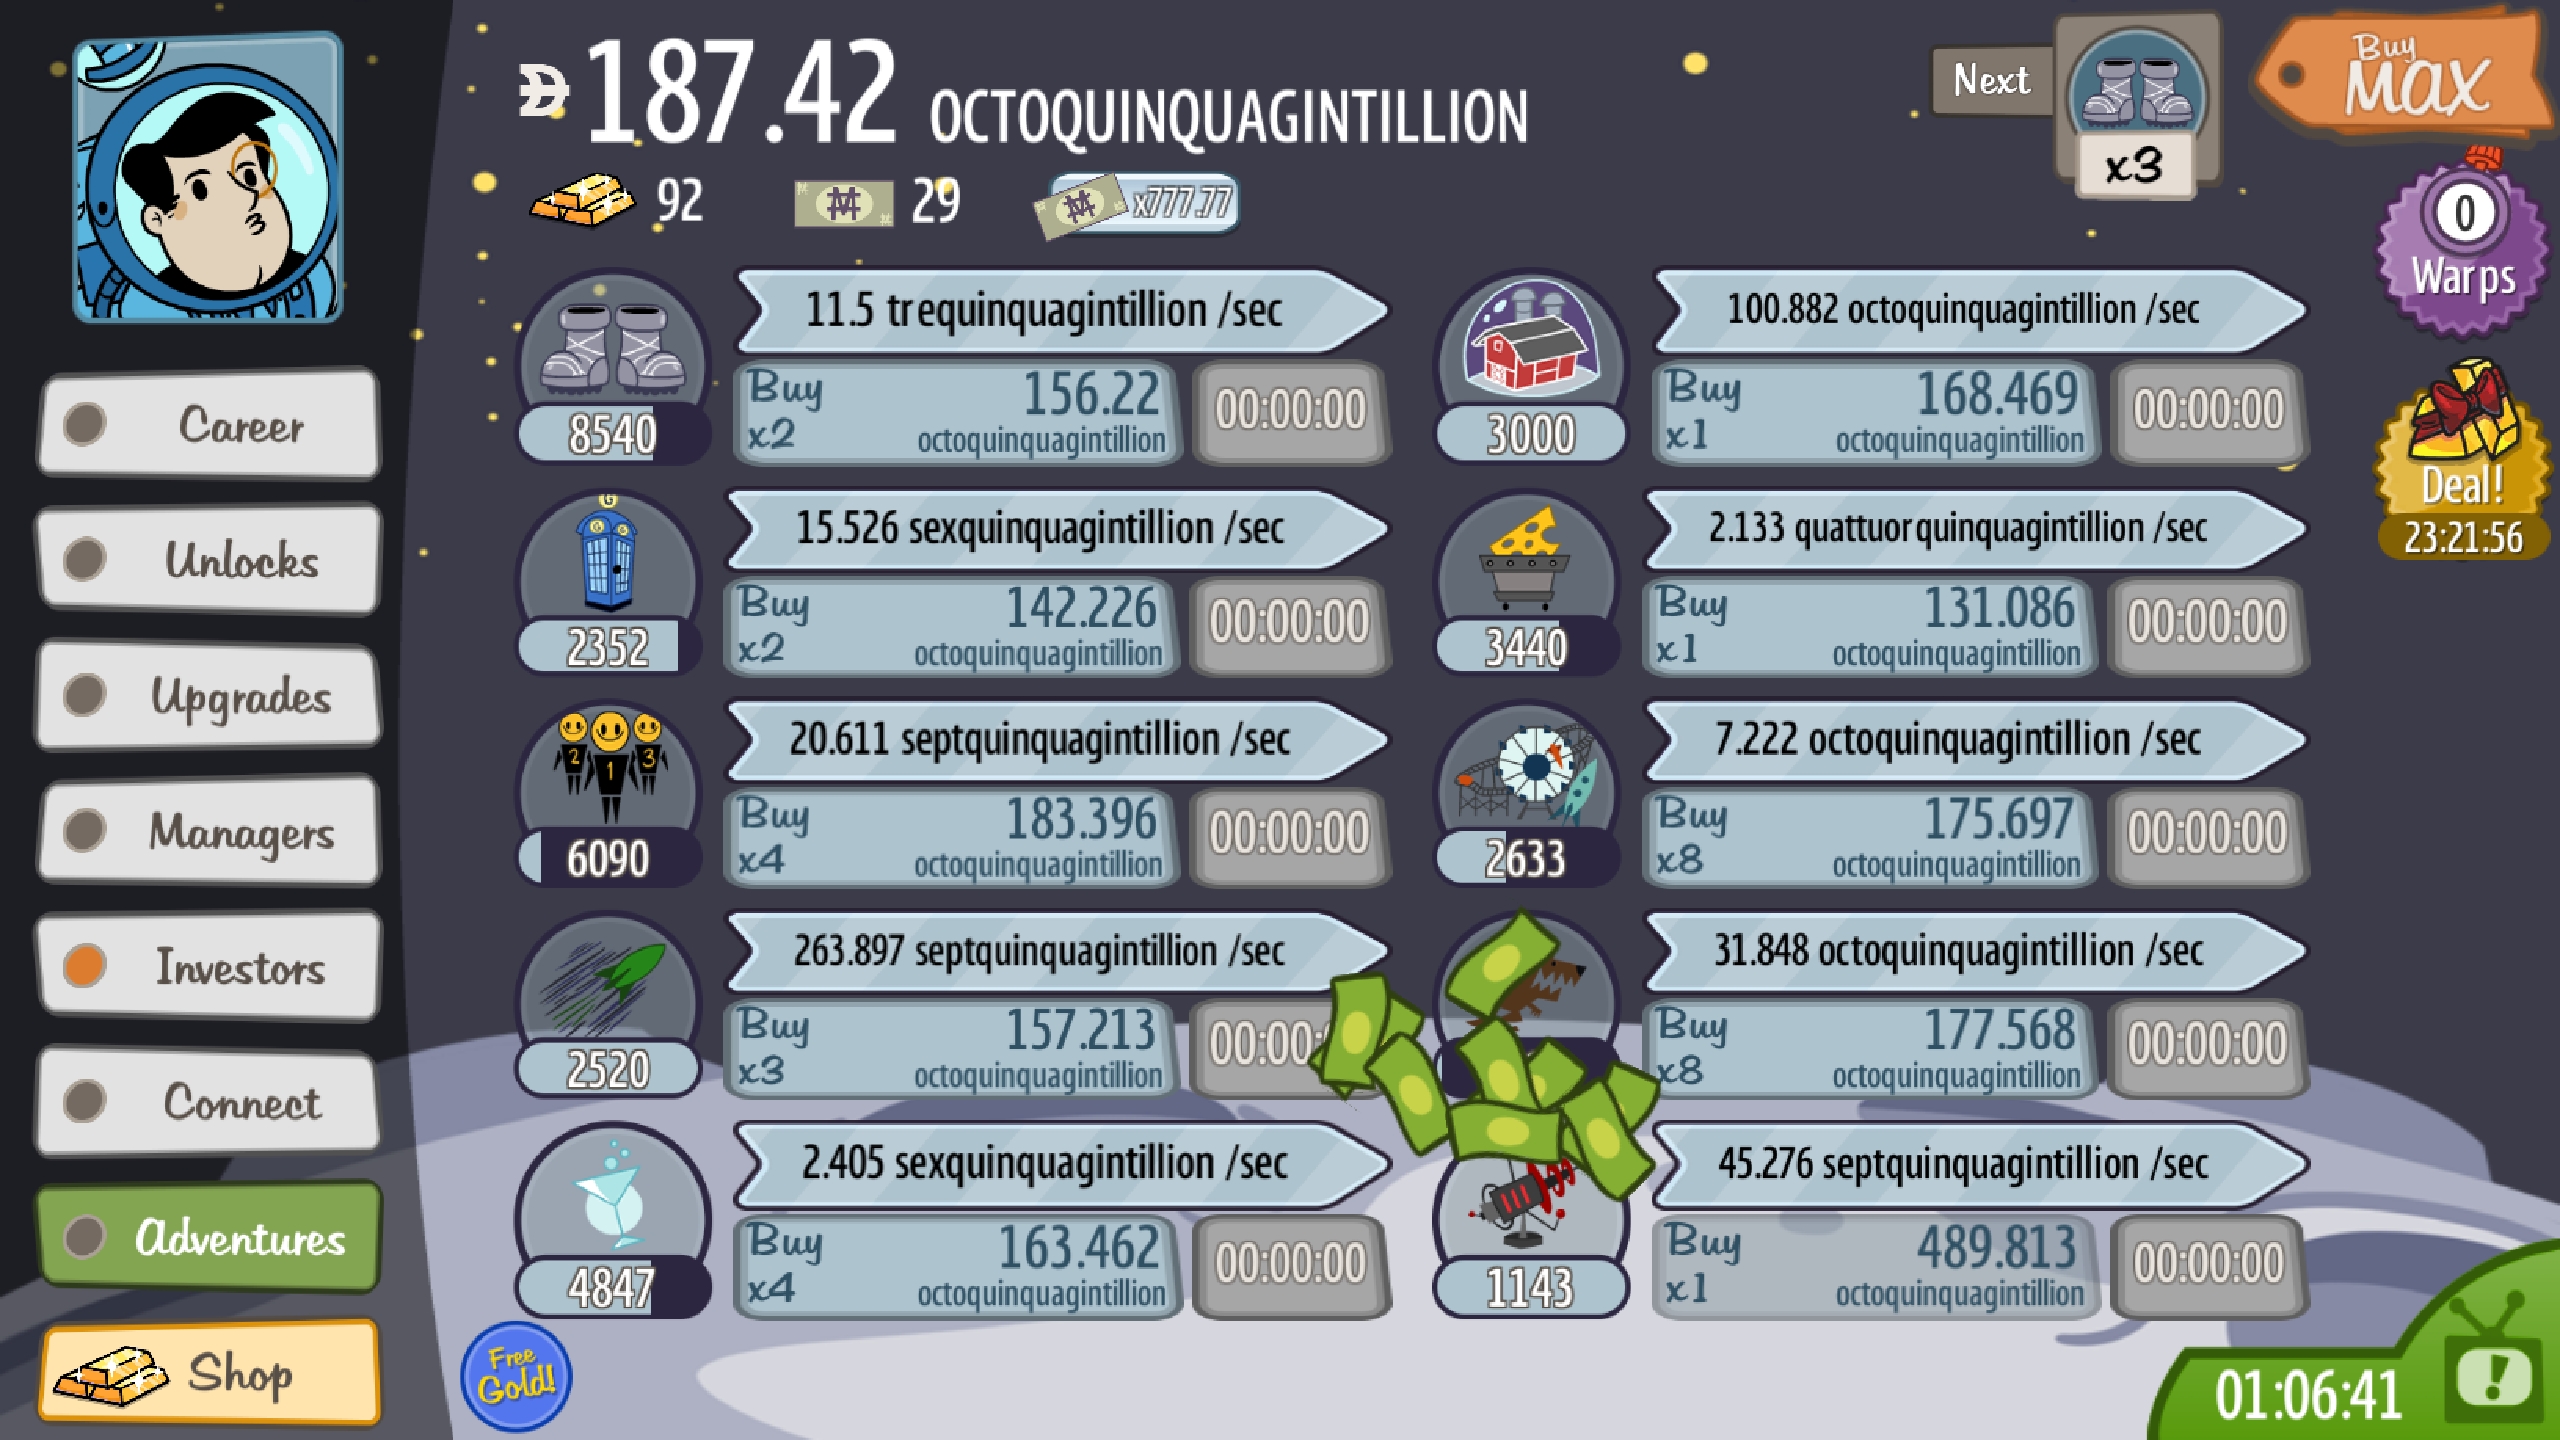 187.42 OCTOQUINQUAGINTILLION
92
29
x777.77
Next
x3
Buy
MAX
0
Warps
Deal!
23:21:56
Career
Unlocks
Upgrades
Managers
Investors
Connect
Adventures
Shop
11.5 trequinquagintillion /sec
8540
Buy
x2
156.22
octoquinquagintillion
00:00:00
100.882 octoquinquagintillion /sec
3000
Buy
x1
168.469
octoquinquagintillion
00:00:00
15.526 sexquinquagintillion /sec
2352
Buy
x2
142.226
octoquinquagintillion
00:00:00
2.133 quattuorquinquagintillion /sec
3440
Buy
x1
131.086
octoquinquagintillion
00:00:00
20.611 septquinquagintillion /sec
2 1 3
6090
Buy
x4
183.396
octoquinquagintillion
00:00:00
7.222 octoquinquagintillion /sec
2633
Buy
x8
175.697
octoquinquagintillion
00:00:00
263.897 septquinquagintillion /sec
2520
Buy
x3
157.213
octoquinquagintillion
00:00:
31.848 octoquinquagintillion /sec
Buy
x8
177.568
octoquinquagintillion
00:00:00
2.405 sexquinquagintillion /sec
4847
Buy
x4
163.462
octoquinquagintillion
00:00:00
45.276 septquinquagintillion /sec
1143
Buy
x1
489.813
octoquinquagintillion
00:00:00
Free
Gold!
01:06:41
!